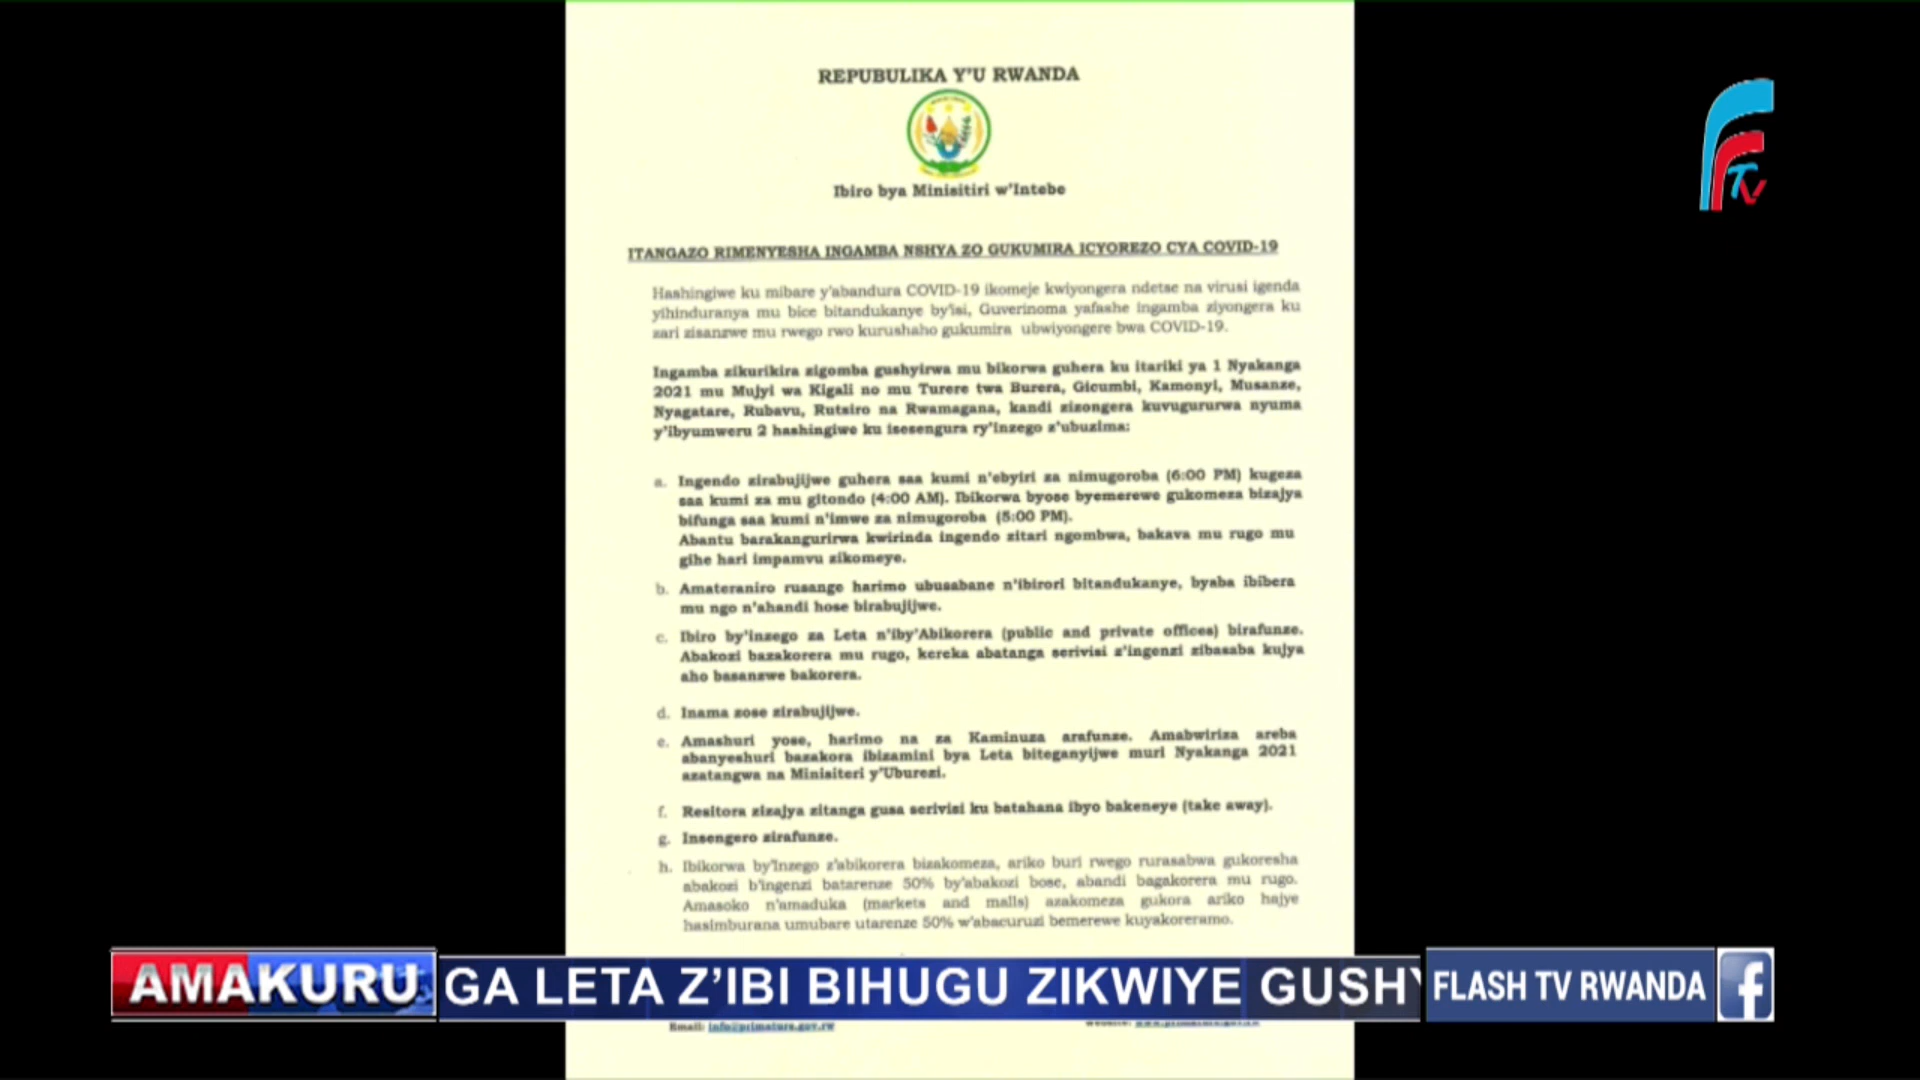 REPUBULIKA Y'U RWANDA
Ibiro bya Minisitiri w'Intebe
ITANGAZO RIMENYESHA INGAMBA NSHYA ZO GUKUMIRA ICYOREZO CYA COVID-19
Hashingiwe ku mibare y'abandura COVID-19 ikomeje kwiyongera ndetse na virusi igenda
yihinduranya mu bice bitandukanye by'isi, Guverinoma yafashe ingamba ziyongera ku
zari zisanzwe mu rwego rwo kurushaho gukumira ubwiyongere bwa COVID-19.
Ingamba zikurikira zigomba gushyirwa mu bikorwa guhera ku itariki ya 1 Nyakanga
2021 mu Mujyi wa Kigali no mu Turere twa Burera, Gicumbi, Kamonyi, Musanze,
Nyagatare, Rubavu, Rutsiro na Rwamagana, kandi zizongera kuvugururwa nyuma
y'ibyumweru 2 hashingiwe ku isesengura ry'inzego z'ubuzima:
a. Ingendo zirabujijwe guhera saa kumi n'ebyiri za nimugoroba (6:00 PM) kugeza
saa kumi za mu gitondo (4:00 AM). Ibikorwa byose byemerewe gukomeza bizajya
bifunga saa kumi n'imwe za nimugoroba (5:00 PM).
Abantu barakangurirwa kwirinda ingendo zitari ngombwa, bakava mu rugo mu
gihe hari impamvu zikomeye.
b. Amateraniro rusange harimo ubusabane n'ibirori bitandukanye, byaba ibibera
mu ngo n'ahandi hose birabujijwe.
c. Ibiro by'inzego za Leta n'iby'Abikorera (public and private offices) birafunze.
Abakozi bazakorera mu rugo, kereka abatanga serivisi z'ingenzi zibasaba kujya
aho basanzwe bakorera.
d. Inama zose zirabujijwe.
e. Amashuri yose, harimo na za Kaminuza arafunze. Amabwiriza areba
abanyeshuri bazakora ibizamini bya Leta biteganyijwe muri Nyakanga 2021
azatangwa na Minisiteri y'Uburezi.
f. Resitora zizajya zitanga gusa serivisi ku batahana ibyo bakeneye (take away).
g. Insengero zirafunze.
h. Ibikorwa by'Inzego z'abikorera bizakomeza, ariko buri rwego rurasabwa gukoresha
abakozi b'ingenzi batarenze 50% by'abakozi bose, abandi bagakorera mu rugo.
Amasoko n'amaduka (markets and malls) azakomeza gukora ariko hajye
hasimburana umubare utarenze 50% w'abacuruzi bemerewe kuyakoreramo.
AMAKURU
GA LETA Z'IBI BIHUGU ZIKWIYE GUSHY
FLASH TV RWANDA
Email: info@primature.gov.rw
TV